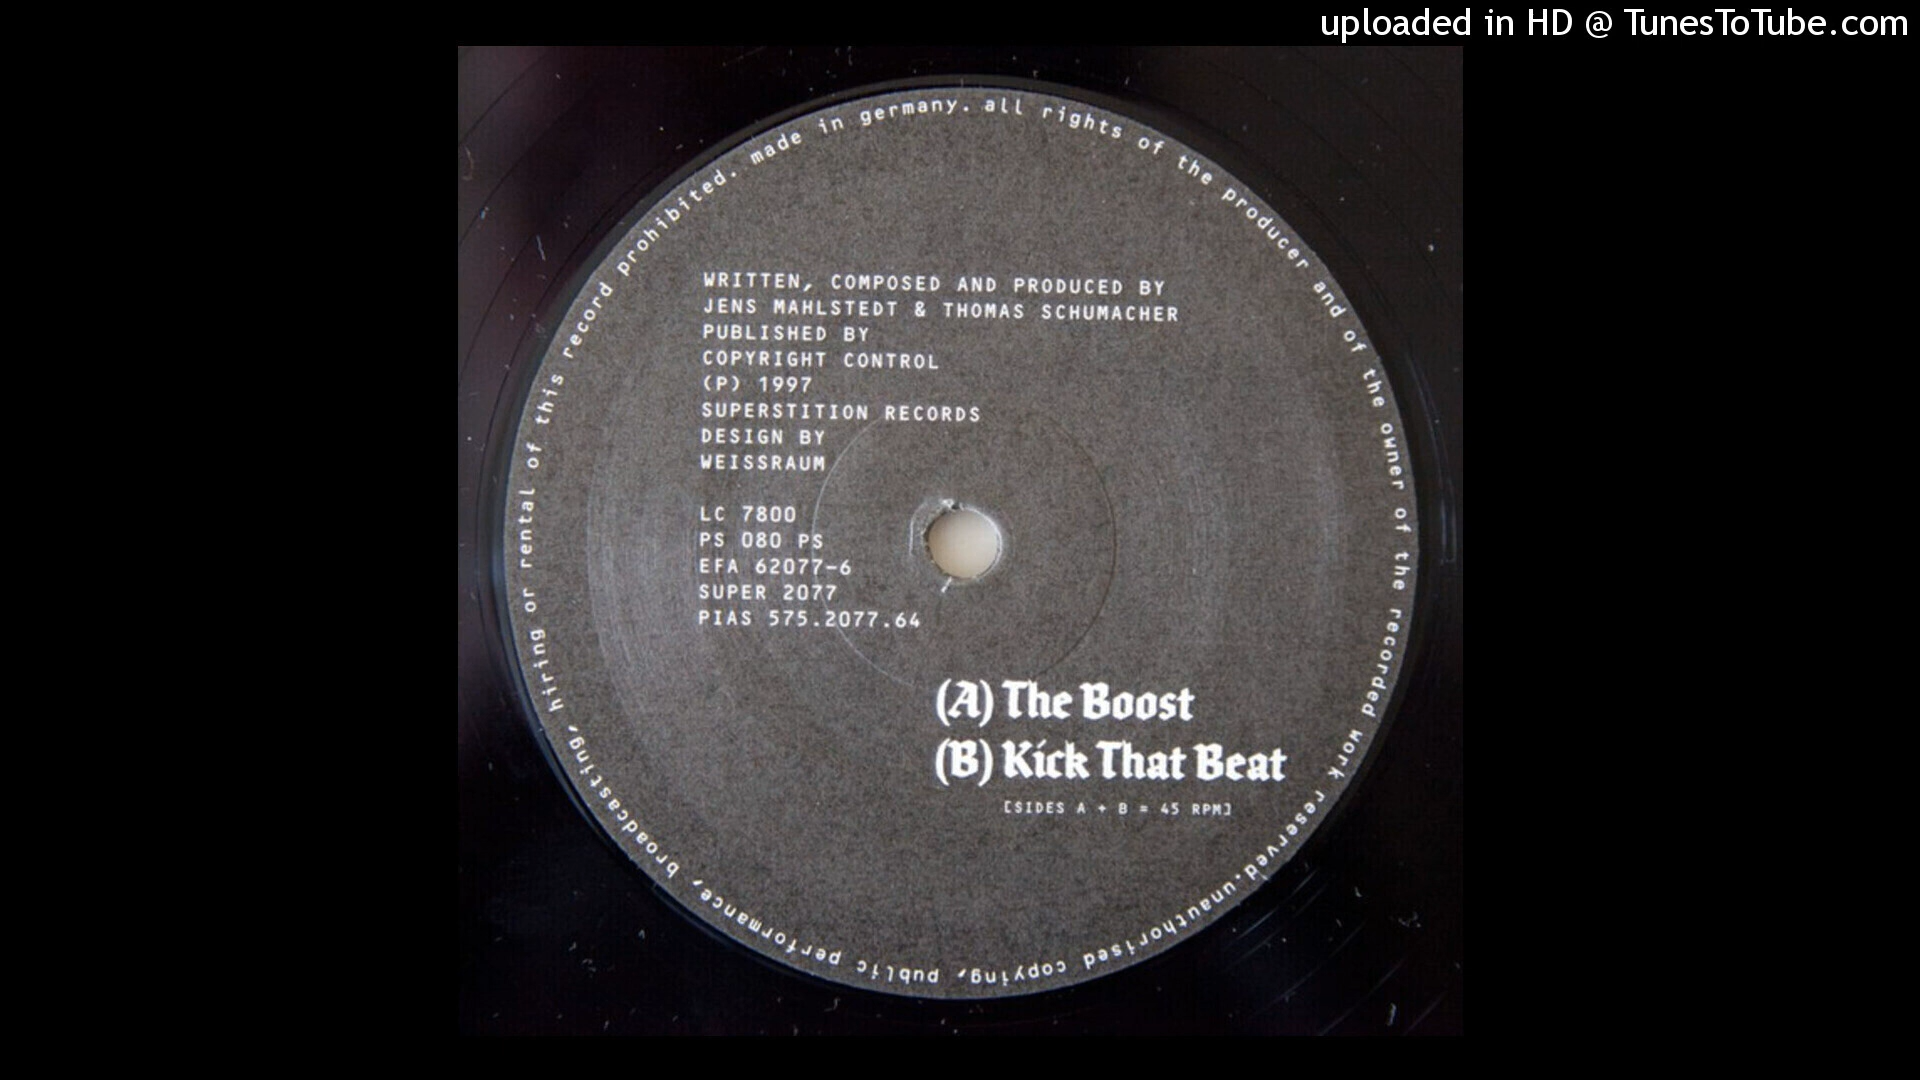 uploaded in HD @ TunesToTube.com
made in germany. all rights of the producer and of the owner of the recorded work reserved.unauthorised copying, public performance, broadcasting, hiring or rental of this record prohibited.
WRITTEN, COMPOSED AND PRODUCED BY
JENS MAHLSTEDT & THOMAS SCHUMACHER
PUBLISHED BY
COPYRIGHT CONTROL
(P) 1997
SUPERSTITION RECORDS
DESIGN BY
WEISSRAUM
LC 7800
PS 080 PS
EFA 62077-6
SUPER 2077
PIAS 575.2077.64
(A) The Boost
(B) Kick That Beat
[SIDES A + B = 45 RPM]